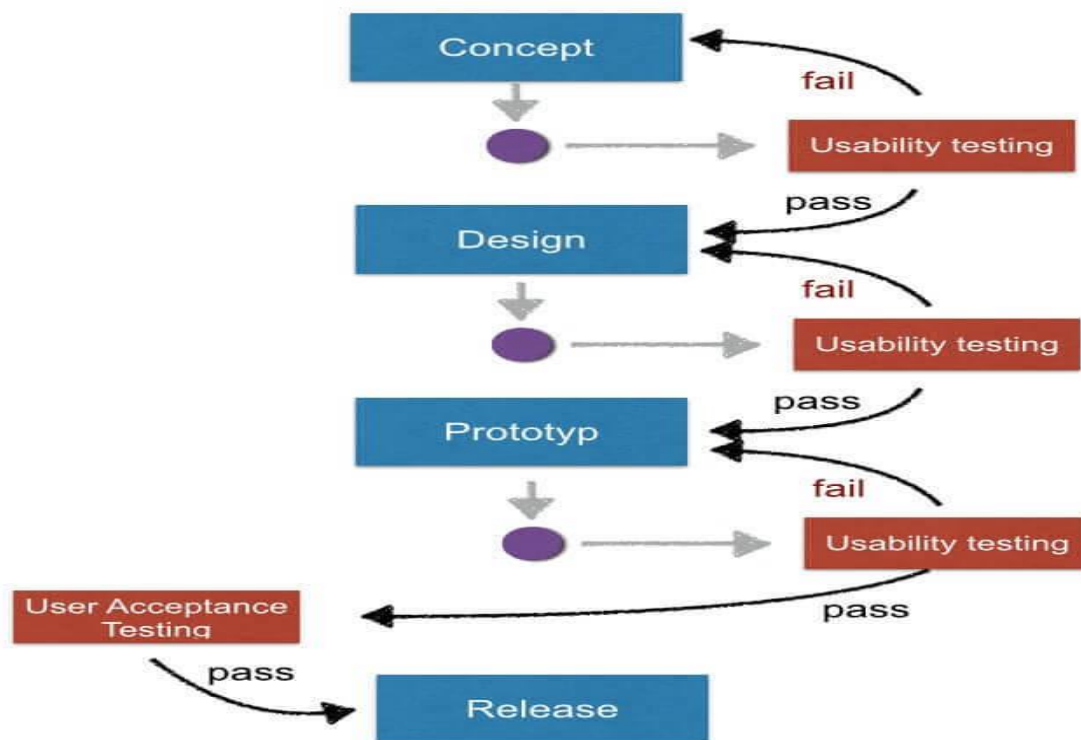 Concept
fail
Usability testing
pass
Design
fail
Usability testing
pass
Prototyp
fail
Usability testing
pass
User Acceptance
Testing
pass
Release